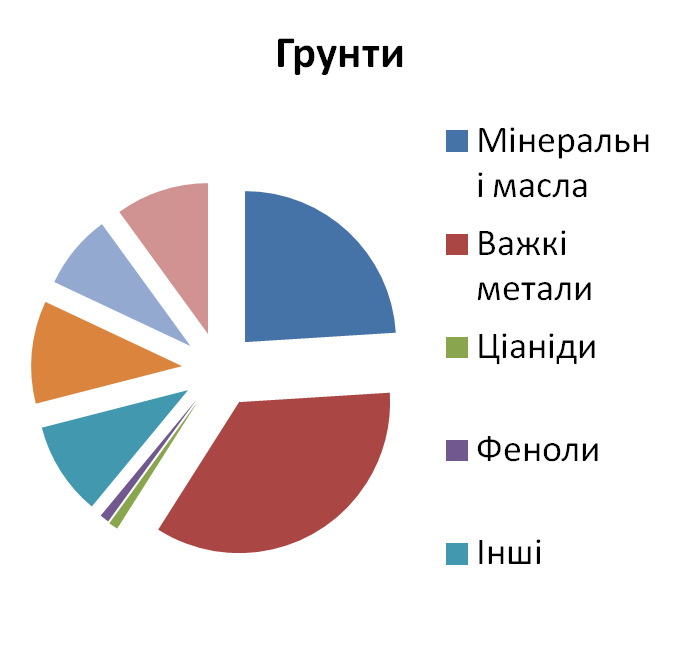 Грунти
Мінеральн
і масла
Важкі
метали
Ціаніди
Феноли
Інші